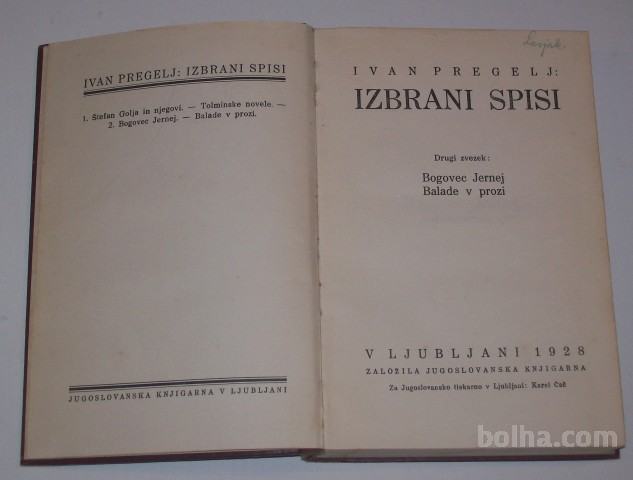 IVAN PREGELJ: IZBRANI SPISI
1. Štefan Golja in njegovi. — Tolminske novele. —
2. Bogovec Jernej. — Balade v prozi.
JUGOSLOVANSKA KNJIGARNA V LJUBLJANI
IVAN PREGELJ:
IZBRANI SPISI
Drugi zvezek:
Bogovec Jernej
Balade v prozi
V LJUBLJANI 1928
ZALOŽILA JUGOSLOVANSKA KNJIGARNA
Za Jugoslovansko tiskarno v Ljubljani: Karel Čeč
bolha.com